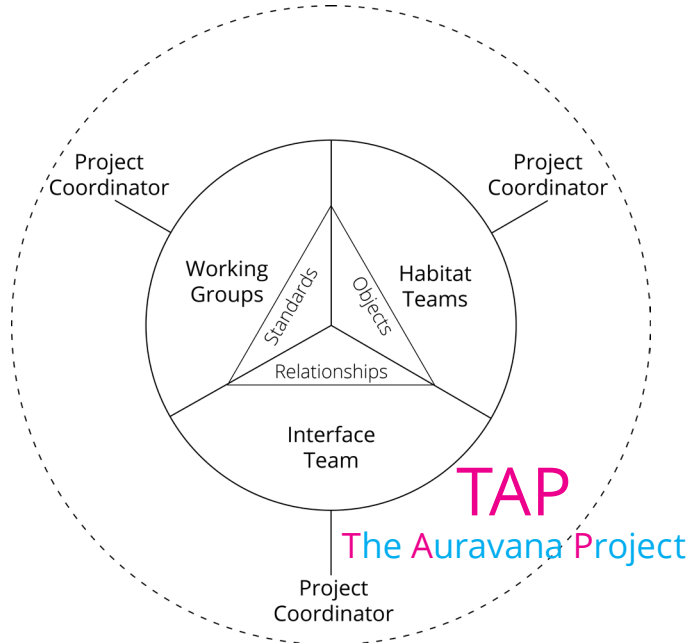 Project
Coordinator
Project
Coordinator
Working
Groups
Standards
Objects
Habitat
Teams
Relationships
Interface
Team
TAP
The Auravana Project
Project
Coordinator